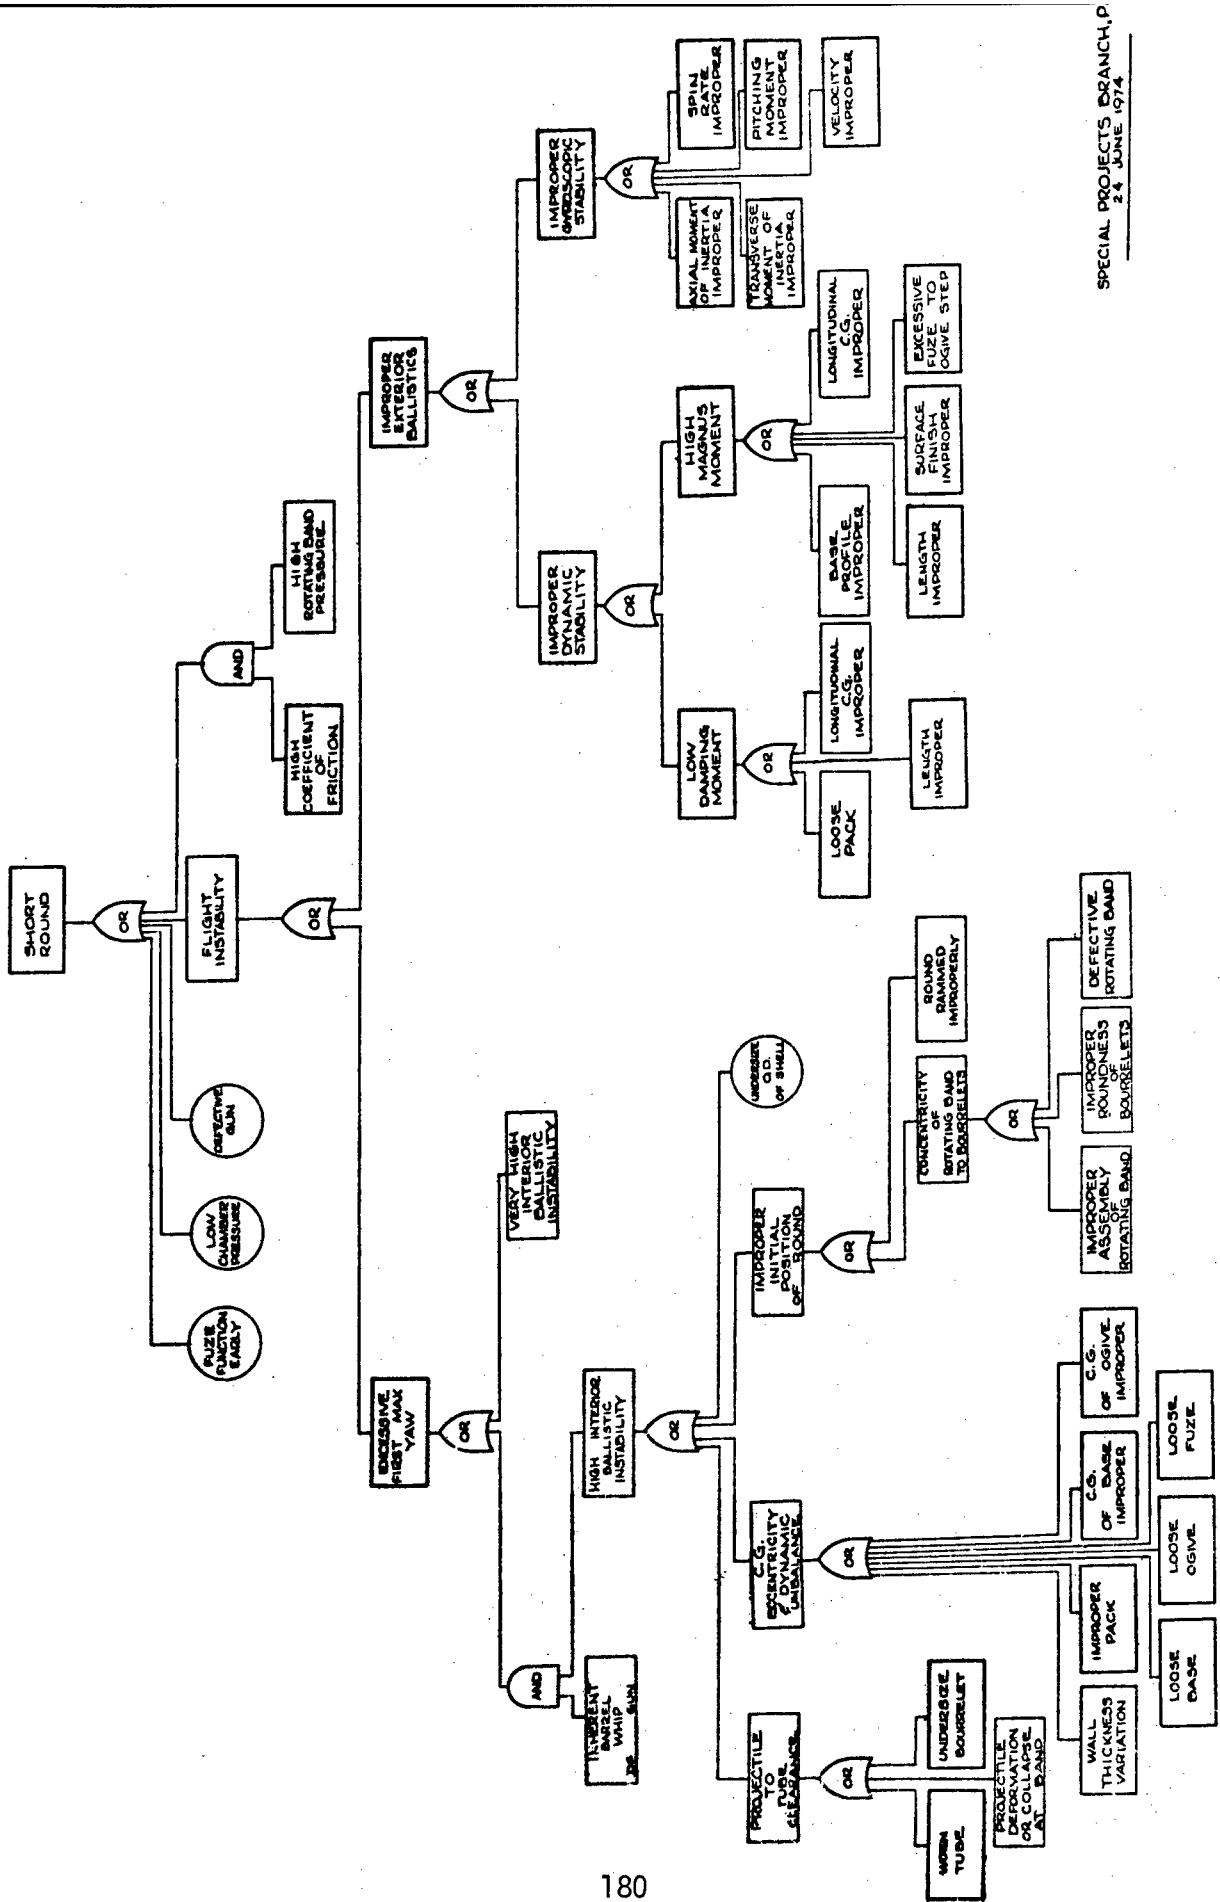 SHORT
ROUND
OR
FUZE
FUNCTION
EARLY
LOW
CHAMBER
PRESSURE
DEFECTIVE
GUN
FLIGHT
INSTABILITY
AND
HIGH
COEFFICIENT
OF
FRICTION
HIGH
ROTATING BAND
PRESSURE
OR
EXCESSIVE
FIRST MAX
YAW
IMPROPER
EXTERIOR
BALLISTICS
OR
OR
AND
VERY HIGH
INTERIOR
BALLISTIC
INSTABILITY
IMPROPER
DYNAMIC
STABILITY
IMPROPER
GYROSCOPIC
STABILITY
INHERENT
BARREL
WHIP
OF GUN
HIGH INTERIOR
BALLISTIC
INSTABILITY
OR
OR
OR
LOW
DAMPING
MOMENT
HIGH
MAGNUS
MOMENT
AXIAL MOMENT
OF INERTIA
IMPROPER
SPIN
RATE
IMPROPER
TRANSVERSE
MOMENT OF
INERTIA
IMPROPER
PITCHING
MOMENT
IMPROPER
VELOCITY
IMPROPER
PROJECTILE
TO
TUBE
CLEARANCE
C.G.
ECCENTRICITY
& DYNAMIC
UNBALANCE
IMPROPER
INITIAL
POSITION
OF ROUND
UNDERSIZE
O.D.
OF SHELL
OR
OR
OR
OR
OR
LOOSE
PACK
LONGITUDINAL
C.G.
IMPROPER
BASE
PROFILE
IMPROPER
LONGITUDINAL
C.G.
IMPROPER
WORN
TUBE
UNDERSIZE
BOURRELET
CONCENTRICITY
OF
ROTATING BAND
TO BOURRELETS
ROUND
RAMMED
IMPROPERLY
LENGTH
IMPROPER
LENGTH
IMPROPER
SURFACE
FINISH
IMPROPER
EXCESSIVE
FUZE TO
OGIVE STEP
PROJECTILE
DEFORMATION
OR COLLAPSE
AT BAND
OR
WALL
THICKNESS
VARIATION
IMPROPER
PACK
C.G.
OF BASE
IMPROPER
C.G.
OF OGIVE
IMPROPER
IMPROPER
ASSEMBLY
OF
ROTATING BAND
IMPROPER
ROUNDNESS
OF
BOURRELETS
DEFECTIVE
ROTATING BAND
LOOSE
BASE
LOOSE
OGIVE
LOOSE
FUZE
SPECIAL PROJECTS BRANCH, P
24 JUNE 1974
180